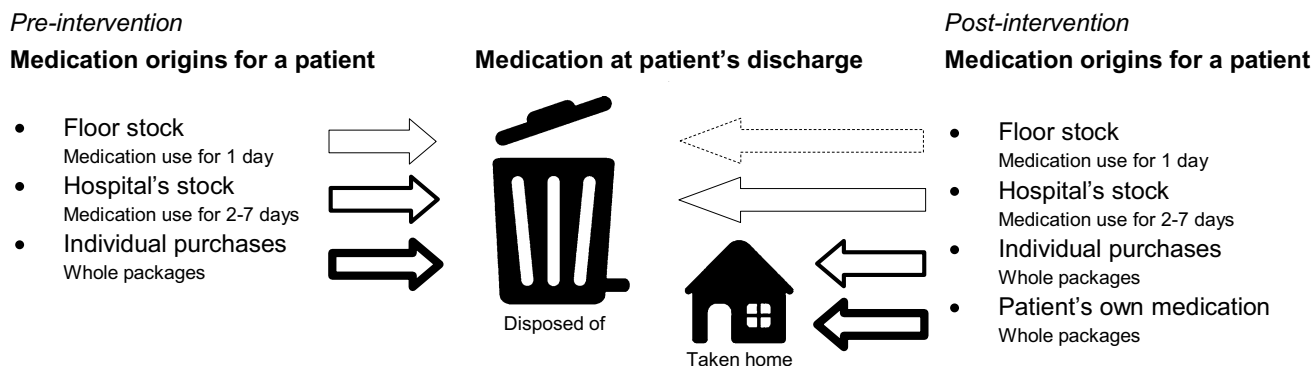 Pre-intervention
Medication origins for a patient
• Floor stock
Medication use for 1 day
• Hospital's stock
Medication use for 2-7 days
• Individual purchases
Whole packages
Medication at patient's discharge
Disposed of
Taken home
Post-intervention
Medication origins for a patient
• Floor stock
Medication use for 1 day
• Hospital's stock
Medication use for 2-7 days
• Individual purchases
Whole packages
• Patient's own medication
Whole packages